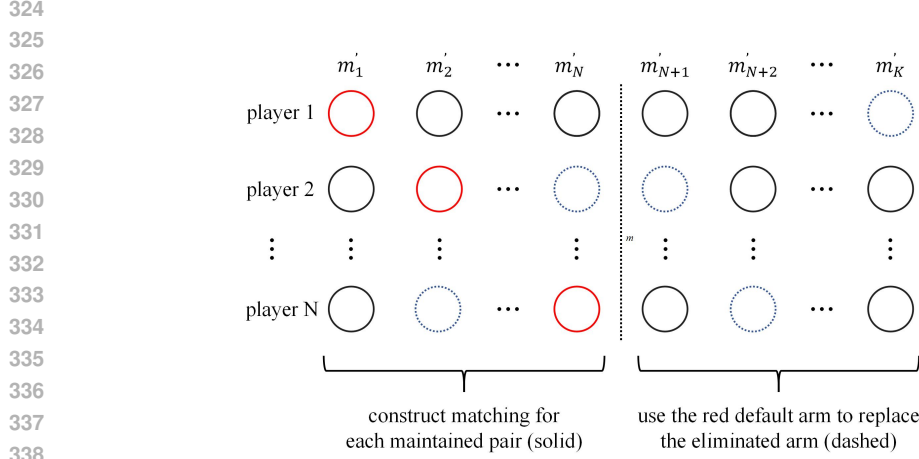 324
325
326
327
328
329
330
331
332
333
334
335
336
337
338
m'₁ m'₂ ··· m'_N m'_{N+1} m'_{N+2} ··· m'_K
player 1 ··· ···
player 2 ··· ···
m
player N ··· ···
construct matching for
each maintained pair (solid)
use the red default arm to replace
the eliminated arm (dashed)